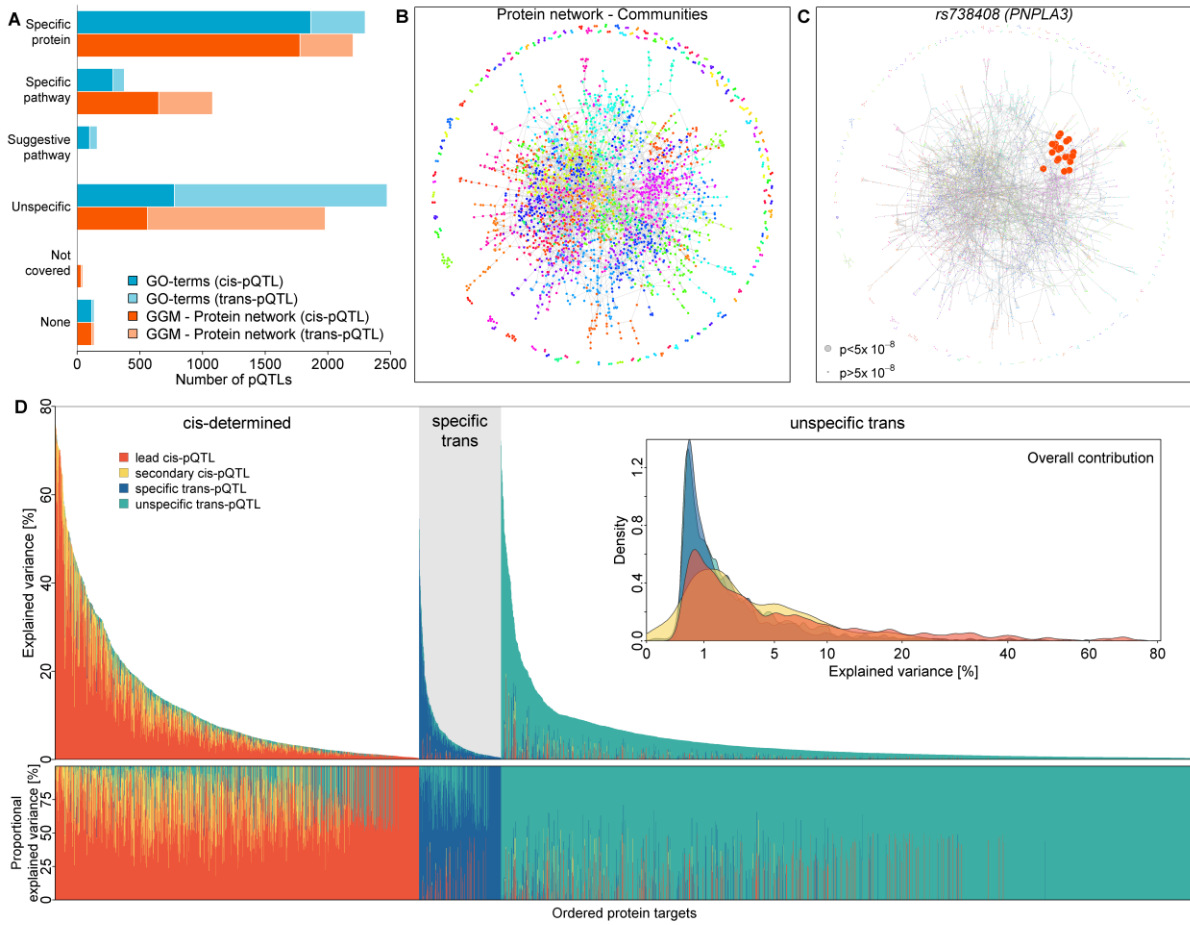 A
Specific
protein
Specific
pathway
Suggestive
pathway
Unspecific
Not
covered
None
GO-terms (cis-pQTL)
GO-terms (trans-pQTL)
GGM - Protein network (cis-pQTL)
GGM - Protein network (trans-pQTL)
0 500 1000 1500 2000 2500
Number of pQTLs
B
Protein network - Communities
C
rs738408 (PNPLA3)
p<5x 10⁻⁸
p>5x 10⁻⁸
D
cis-determined
specific
trans
unspecific trans
lead cis-pQTL
secondary cis-pQTL
specific trans-pQTL
unspecific trans-pQTL
Explained variance [%]
0 20 40 60 80
Overall contribution
Density
0.0 0.4 0.8 1.2
0 1 5 10 20 40 60 80
Explained variance [%]
Proportional
explained variance [%]
0 25 50 75
Ordered protein targets